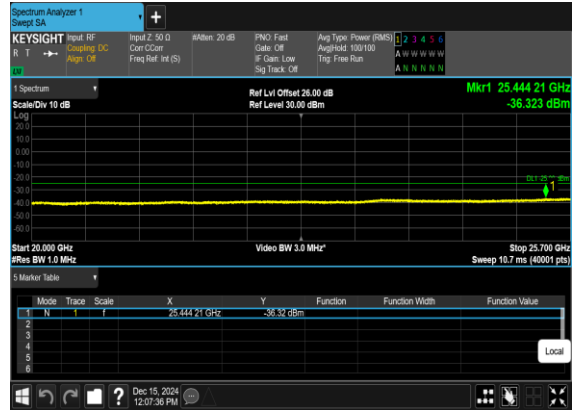 Spectrum Analyzer 1
Swept SA
+
KEYSIGHT Input: RF Input Z: 50 Ω #Atten: 20 dB PNO: Fast Avg Type: Power (RMS) 1 2 3 4 5 6
R T Coupling: DC Corr CCorr Gate: Off Avg|Hold: 100/100 A W W W W W
Align: Off Freq Ref: Int (S) IF Gain: Low Trig: Free Run
Sig Track: Off A N N N N N
1 Spectrum Ref Lvl Offset 26.00 dB Mkr1 25.444 21 GHz
Scale/Div 10 dB Ref Level 30.00 dBm -36.323 dBm
Log
20.0
10.0
0.00
-10.0
-20.0
-30.0
-40.0
-50.0
-60.0
1
Start 20.000 GHz Video BW 3.0 MHz* Stop 25.700 GHz
#Res BW 1.0 MHz Sweep 10.7 ms (40001 pts)
5 Marker Table
Mode Trace Scale X Y Function Function Width Function Value
1 N 1 f 25.444 21 GHz -36.32 dBm
2
3
4
5
6
Local
? Dec 15, 2024
12:07:36 PM